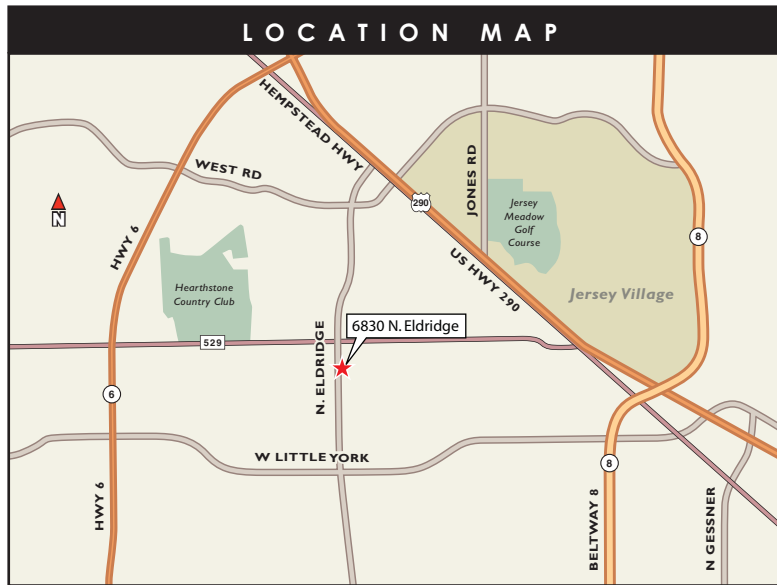 LOCATION MAP
HEMPSTEAD HWY
WEST RD
JONES RD
290
Jersey
Meadow
Golf
Course
N
HWY 6
8
US HWY 290
Hearthstone
Country Club
Jersey Village
6830 N. Eldridge
529
N. ELDRIDGE
6
W LITTLE YORK
8
HWY 6
BELTWAY 8
N GESSNER